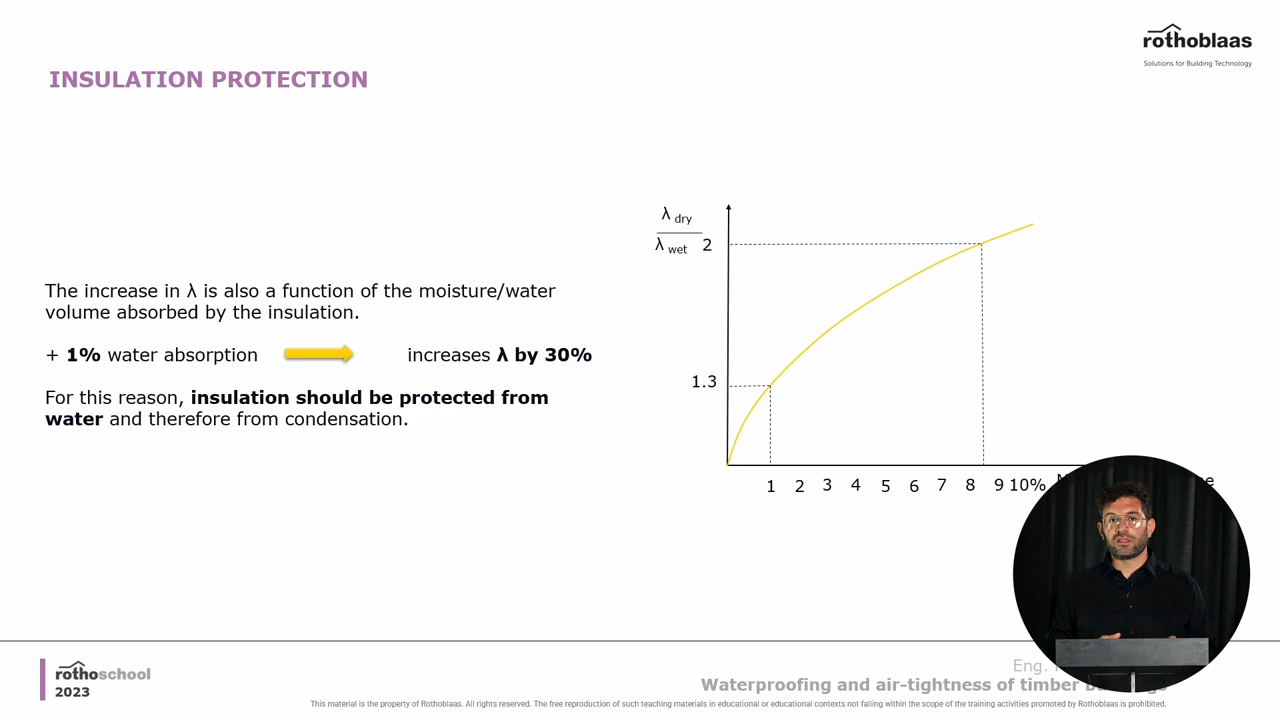 rothoblaas
Solutions for Building Technology
INSULATION PROTECTION
The increase in λ is also a function of the moisture/water
volume absorbed by the insulation.
+ 1% water absorption
increases λ by 30%
For this reason, insulation should be protected from
water and therefore from condensation.
λ dry
λ wet
2
1.3
1 2 3 4 5 6 7 8 9 10%
rothoschool
2023
Eng.
Waterproofing and air-tightness of timber
This material is the property of Rothoblaas. All rights reserved. The free reproduction of such teaching materials in educational or educational contexts not falling within the scope of the training activities promoted by Rothoblaas is prohibited.